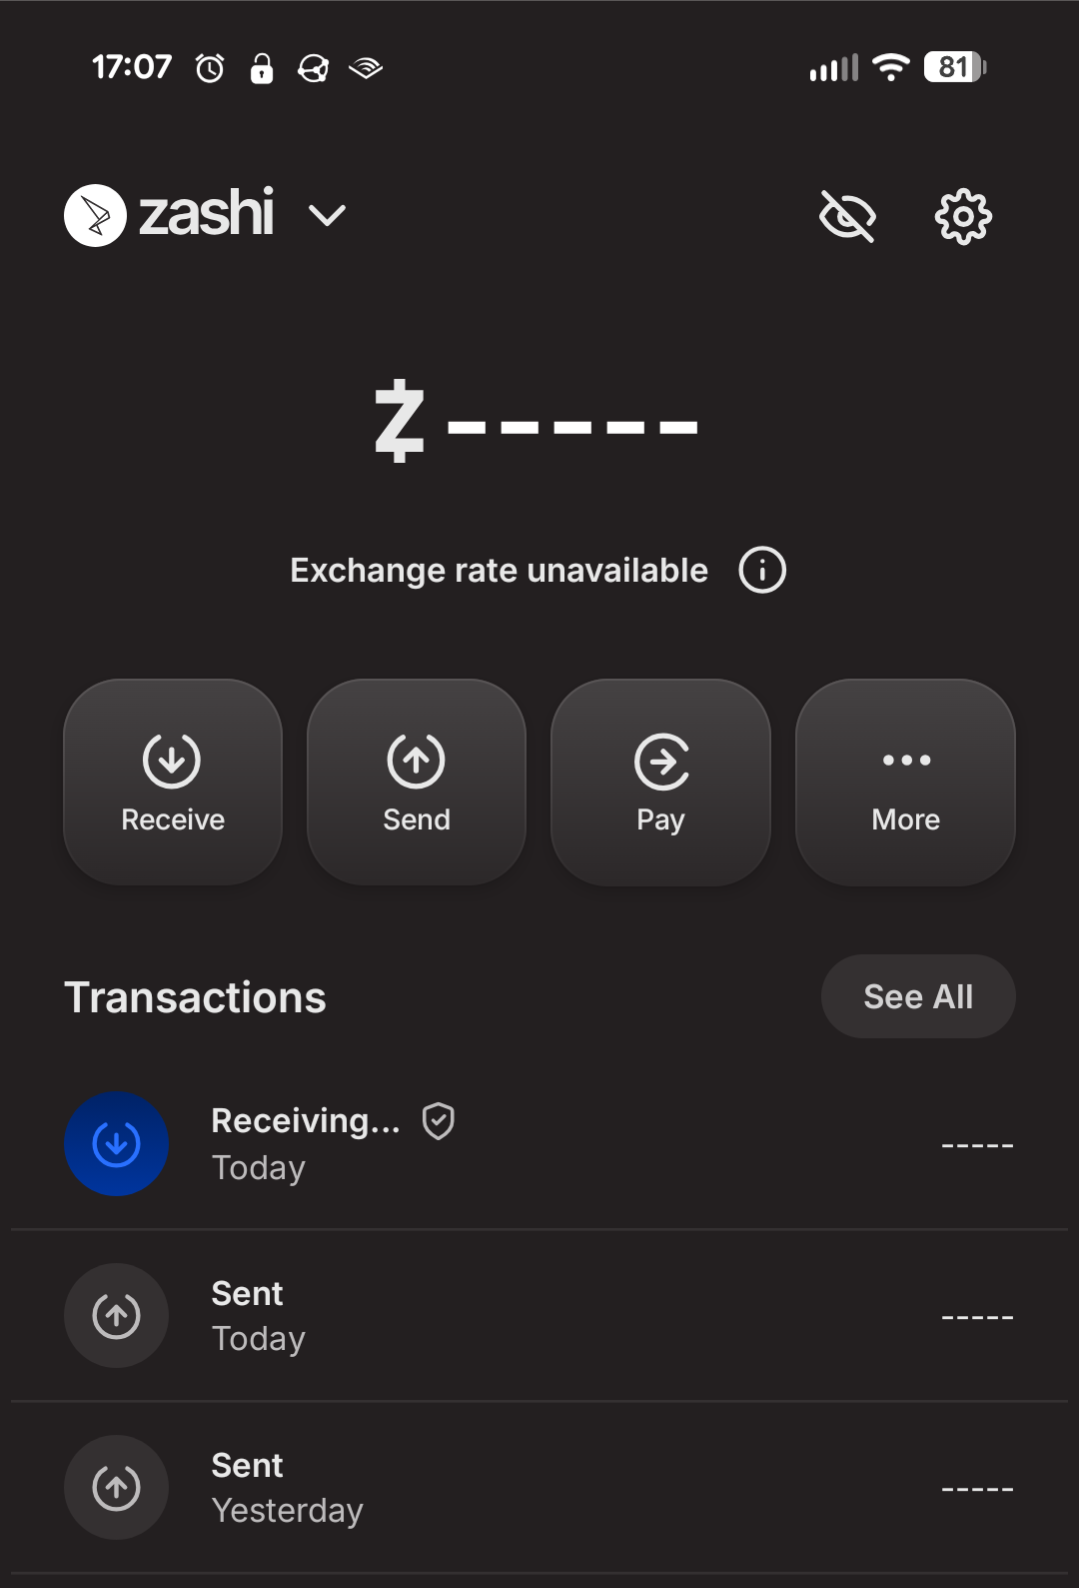 17:07
81
zashi
-----
Exchange rate unavailable
Receive
Send
Pay
More
Transactions
See All
Receiving...
Today
-----
Sent
Today
-----
Sent
Yesterday
-----